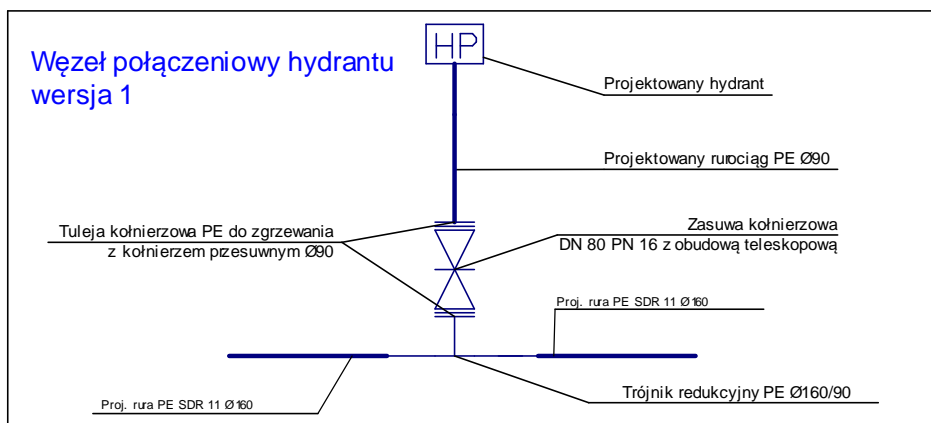 Węzeł połączeniowy hydrantu
wersja 1
HP
Projektowany hydrant
Projektowany rurociąg PE Ø90
Tuleja kołnierzowa PE do zgrzewania
z kołnierzem przesuwnym Ø90
Zasuwa kołnierzowa
DN 80 PN 16 z obudową teleskopową
Proj. rura PE SDR 11 Ø160
Trójnik redukcyjny PE Ø160/90
Proj. rura PE SDR 11 Ø160